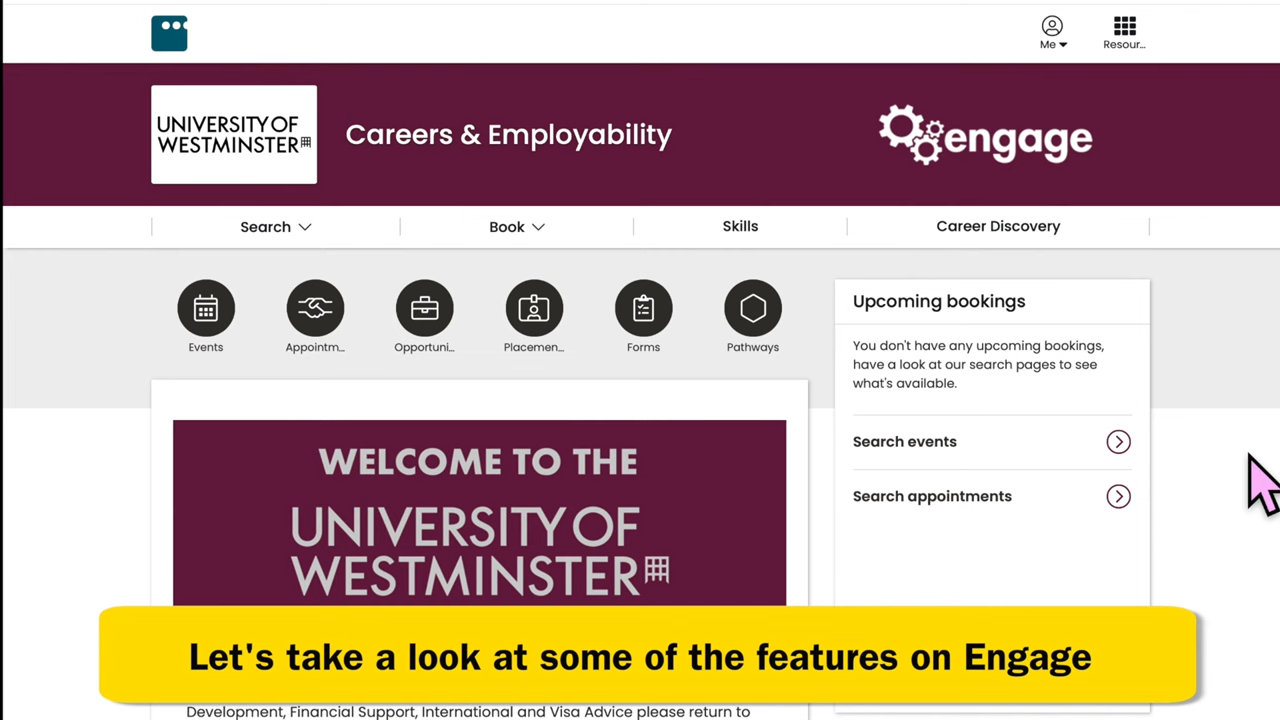 Me
Resour...
UNIVERSITY OF
WESTMINSTER
Careers & Employability
engage
Search
Book
Skills
Career Discovery
Events
Appointm...
Opportuni...
Placemen...
Forms
Pathways
Upcoming bookings
You don't have any upcoming bookings,
have a look at our search pages to see
what's available.
Search events
Search appointments
WELCOME TO THE
UNIVERSITY OF
WESTMINSTER
Let's take a look at some of the features on Engage
Development, Financial Support, International and Visa Advice please return to